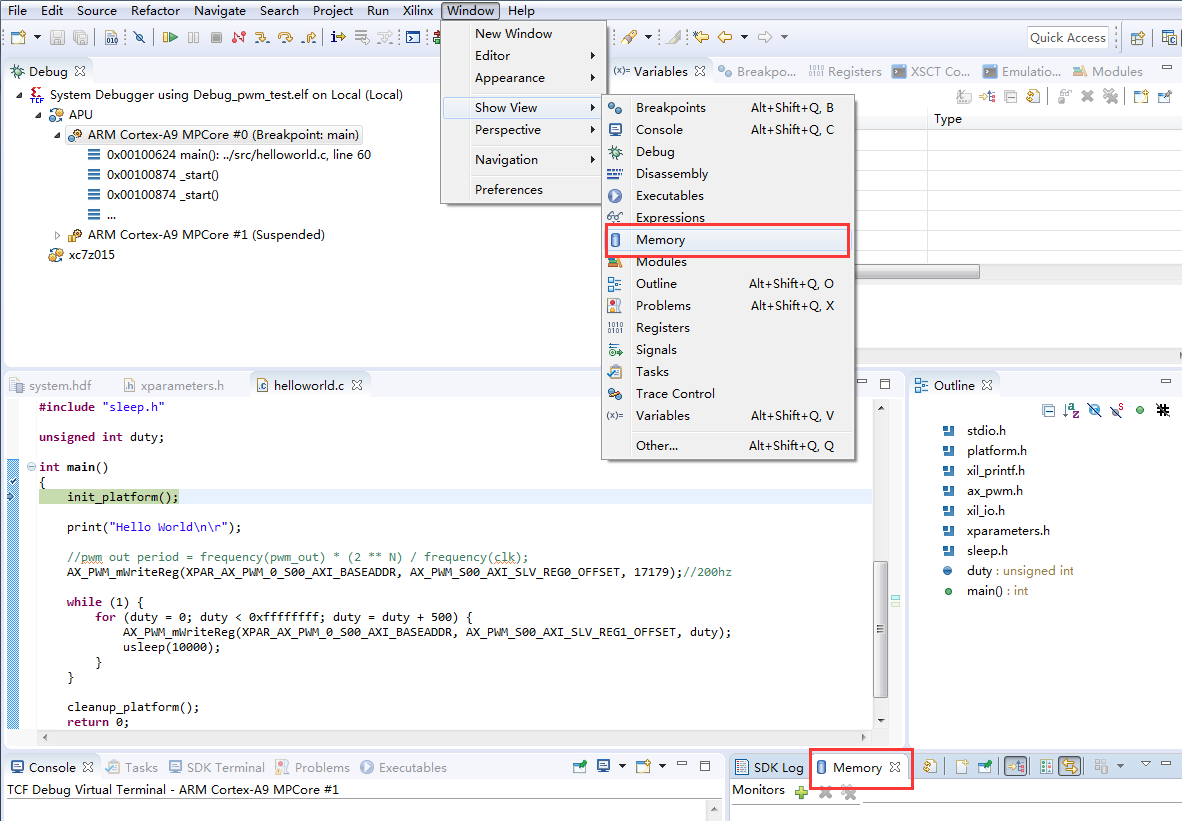 File Edit Source Refactor Navigate Search Project Run Xilinx Window Help
Quick Access
New Window
Editor
Appearance
Show View
Perspective
Navigation
Preferences
Breakpoints Alt+Shift+Q, B
Console Alt+Shift+Q, C
Debug
Disassembly
Executables
Expressions
Memory
Modules
Outline Alt+Shift+Q, O
Problems Alt+Shift+Q, X
Registers
Signals
Tasks
Trace Control
Variables Alt+Shift+Q, V
Other... Alt+Shift+Q, Q
Debug
System Debugger using Debug_pwm_test.elf on Local (Local)
APU
ARM Cortex-A9 MPCore #0 (Breakpoint: main)
0x00100624 main(): ../src/helloworld.c, line 60
0x00100874 _start()
0x00100874 _start()
...
ARM Cortex-A9 MPCore #1 (Suspended)
xc7z015
(x)= Variables Breakpo... Registers XSCT Co... Emulatio... Modules
Type
system.hdf xparameters.h helloworld.c
#include "sleep.h"
unsigned int duty;
int main()
{
init_platform();
print("Hello World\n\r");
//pwm out period = frequency(pwm_out) * (2 ** N) / frequency(clk);
AX_PWM_mWriteReg(XPAR_AX_PWM_0_S00_AXI_BASEADDR, AX_PWM_S00_AXI_SLV_REG0_OFFSET, 17179);//200hz
while (1) {
for (duty = 0; duty < 0xffffffff; duty = duty + 500) {
AX_PWM_mWriteReg(XPAR_AX_PWM_0_S00_AXI_BASEADDR, AX_PWM_S00_AXI_SLV_REG1_OFFSET, duty);
usleep(10000);
}
}
cleanup_platform();
return 0;
Outline
stdio.h
platform.h
xil_printf.h
ax_pwm.h
xil_io.h
xparameters.h
sleep.h
duty : unsigned int
main() : int
Console Tasks SDK Terminal Problems Executables
TCF Debug Virtual Terminal - ARM Cortex-A9 MPCore #1
SDK Log Memory
Monitors